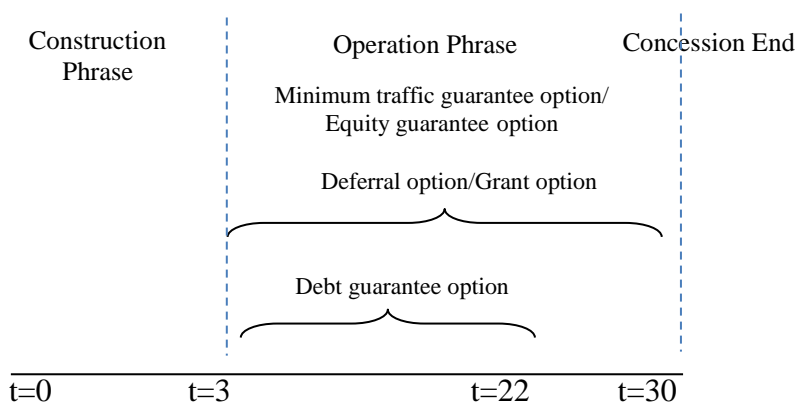 Construction
Phrase
Operation Phrase
Concession End
Minimum traffic guarantee option/
Equity guarantee option
Deferral option/Grant option
Debt guarantee option
t=0
t=3
t=22
t=30